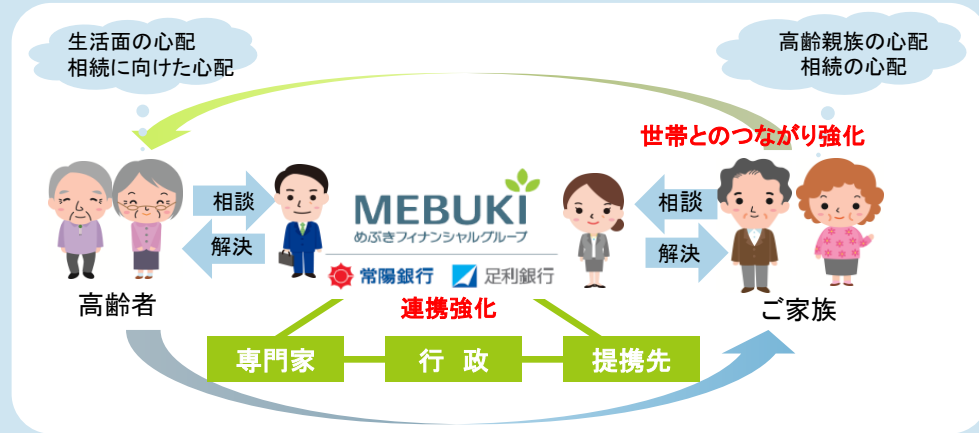 生活面の心配
相続に向けた心配
高齢親族の心配
相続の心配
世帯とのつながり強化
相談
解決
MEBUKI
めぶきフィナンシャルグループ
常陽銀行
足利銀行
相談
解決
高齢者
連携強化
ご家族
専門家
行 政
提携先